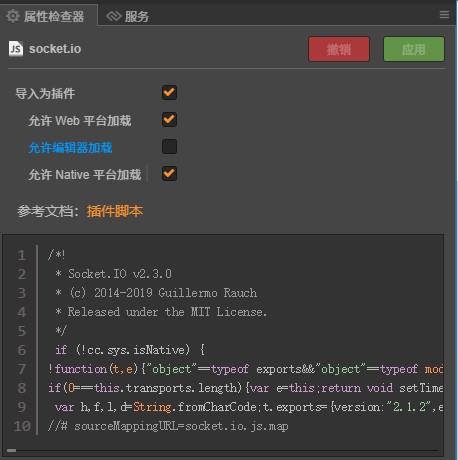 属性检查器 服务
JS socket.io 撤销 应用
导入为插件
允许 Web 平台加载
允许编辑器加载
允许 Native 平台加载
参考文档：插件脚本
1 /*!
2 * Socket.IO v2.3.0
3 * (c) 2014-2019 Guillermo Rauch
4 * Released under the MIT License.
5 */
6 if (!cc.sys.isNative) {
7 !function(t,e){"object"==typeof exports&&"object"==typeof mod
8 if(0===this.transports.length){var e=this;return void setTime
9 var h,f,l,d=String.fromCharCode;t.exports={version:"2.1.2",e
10 //# sourceMappingURL=socket.io.js.map